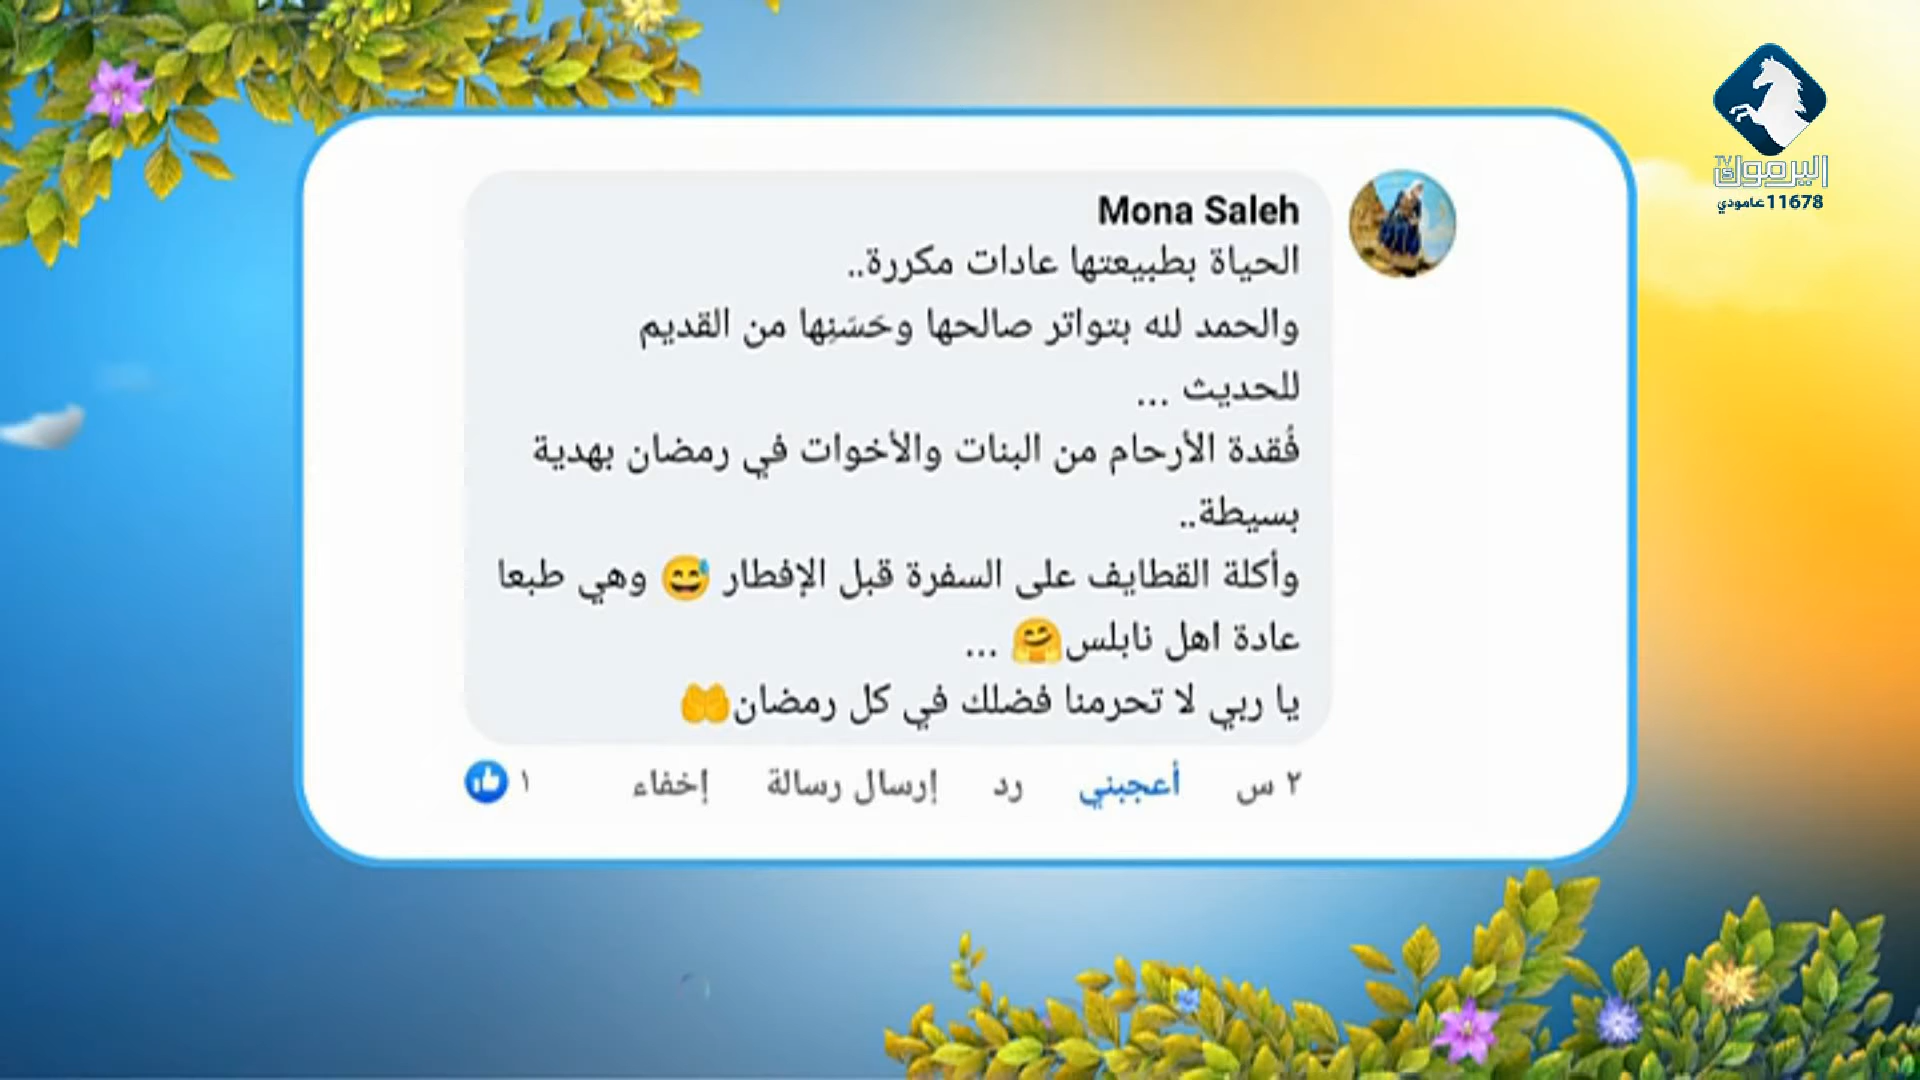 Mona Saleh
الحياة بطبيعتها عادات مكررة..
والحمد لله بتواتر صالحها وحَسَنِها من القديم
للحديث ...
فُقدة الأرحام من البنات والأخوات في رمضان بهدية
بسيطة..
وأكلة القطايف على السفرة قبل الإفطار 😅 وهي طبعا
عادة اهل نابلس🤗 ...
يا ربي لا تحرمنا فضلك في كل رمضان🤲
٢ س أعجبني رد إرسال رسالة إخفاء ١
اليرموك TV
11678 عامودي